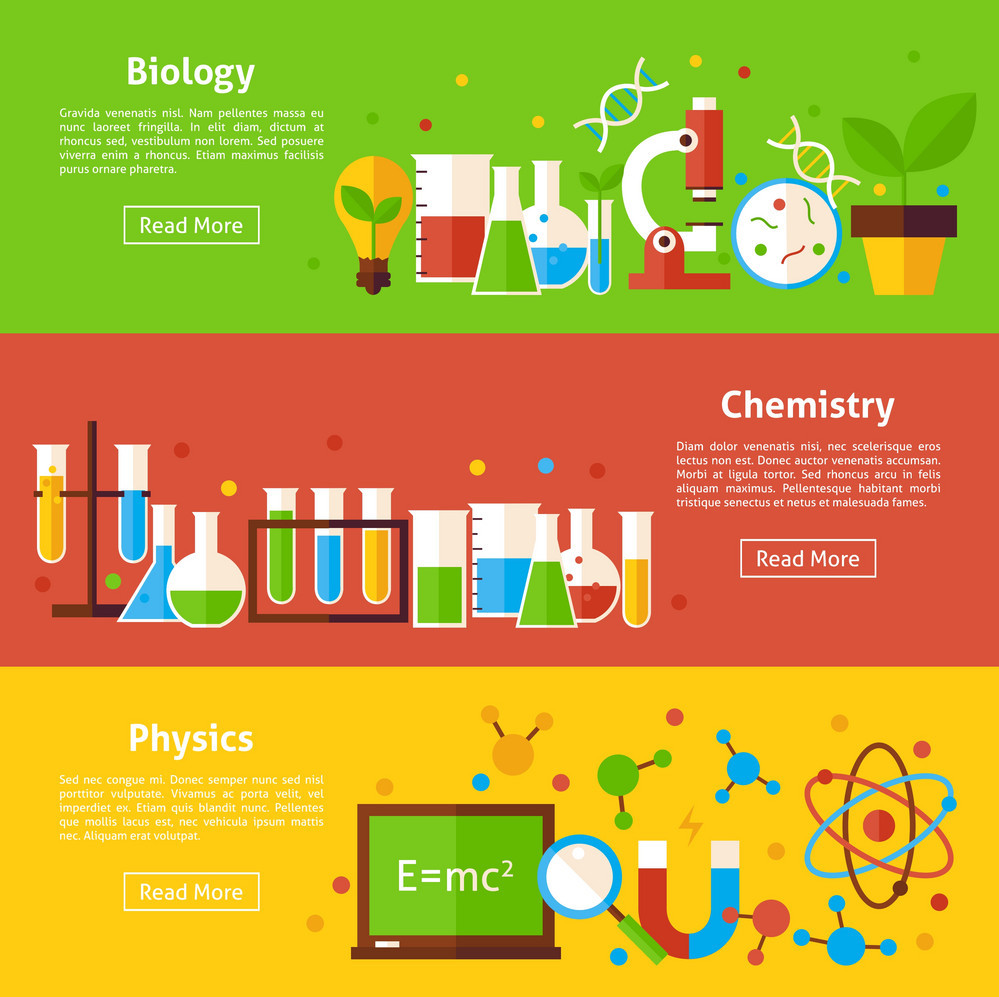 Biology
Gravida venenatis nisl. Nam pellentes massa eu
nunc laoreet fringilla. In elit diam, dictum at
rhoncus sed, vestibulum non lorem. Sed posuere
viverra enim a rhoncus. Etiam maximus facilisis
purus ornare pharetra.
Read More
Chemistry
Diam dolor venenatis nisi, nec scelerisque eros
lectus non est. Donec auctor venenatis accumsan.
Morbi at ligula tortor. Sed rhoncus arcu in felis
aliquam maximus. Pellentesque habitant morbi
tristique senectus et netus et malesuada fames.
Read More
Physics
Sed nec congue mi. Donec semper nunc sed nisl
porttitor vulputate. Vivamus ac porta velit, vel
imperdiet ex. Etiam quis blandit nunc. Pellentes
que mollis lacus est, nec vehicula ipsum mattis
nec. Aliquam erat volutpat.
Read More
E=mc²